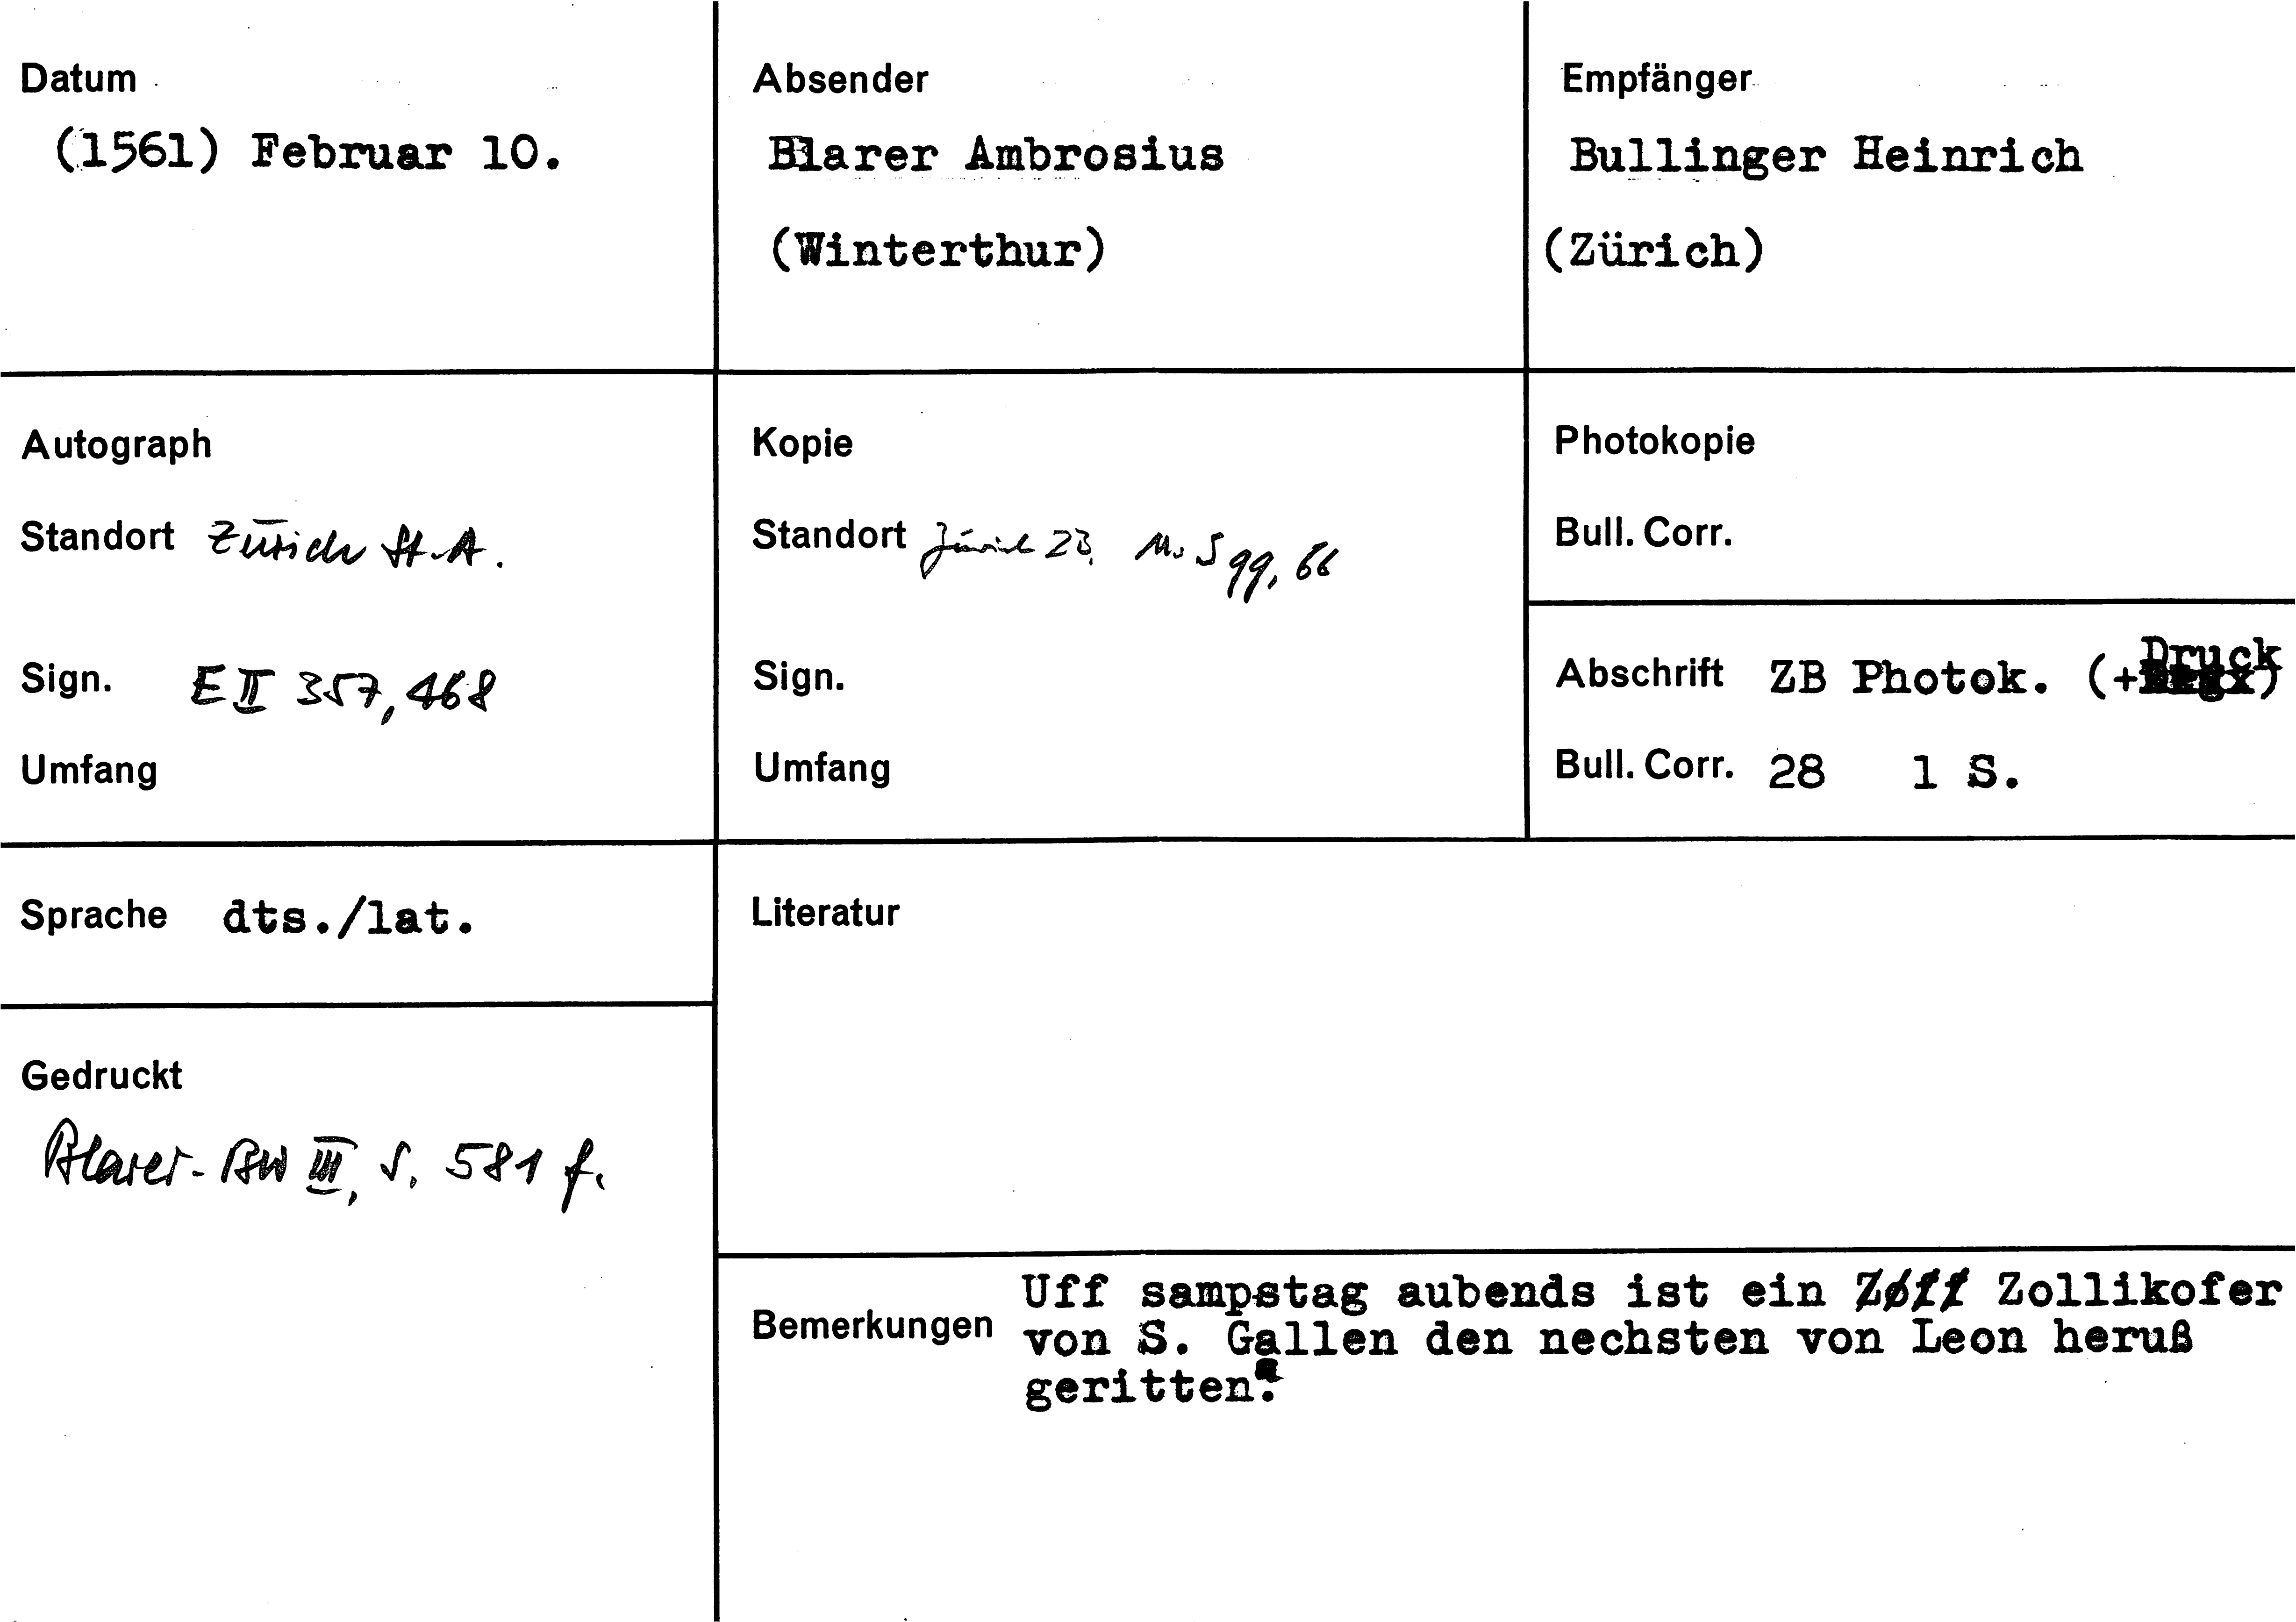 Datum
(1561) Februar 10.
Absender
Blarer Ambrosius
(Winterthur)
Empfänger
Bullinger Heinrich
(Zürich)
Autograph
Standort Zürich St.A.
Sign. E II 357, 468
Umfang
Kopie
Standort Zürich ZB, Ms S 99, 66
Sign.
Umfang
Photokopie
Bull. Corr.
Abschrift ZB Photok. (+Druck)
Bull. Corr. 28 1 S.
Sprache dts./lat.
Gedruckt
Blarer-BW III, S. 581 f.
Literatur
Bemerkungen
Uff sampstag aubends ist ein Zoll Zollikofer
von S. Gallen den nechsten von Leon heruß
geritten.